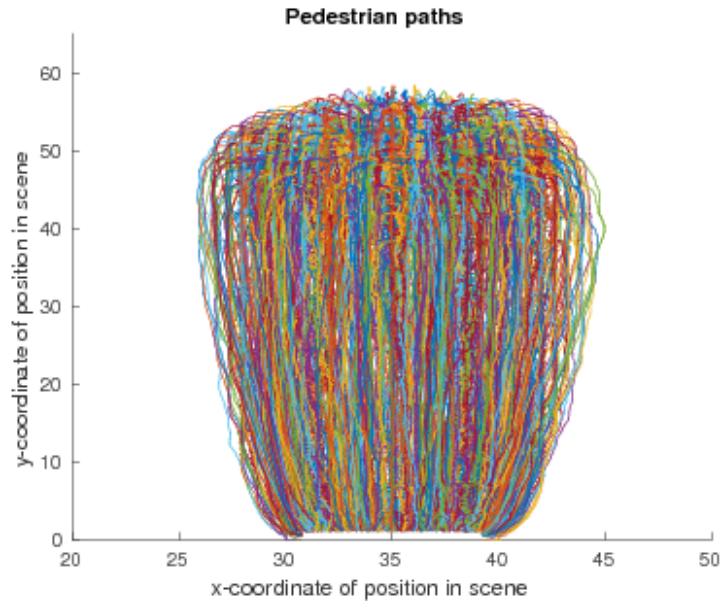 Pedestrian paths
y-coordinate of position in scene
60
50
40
30
20
10
0
20 25 30 35 40 45 50
x-coordinate of position in scene